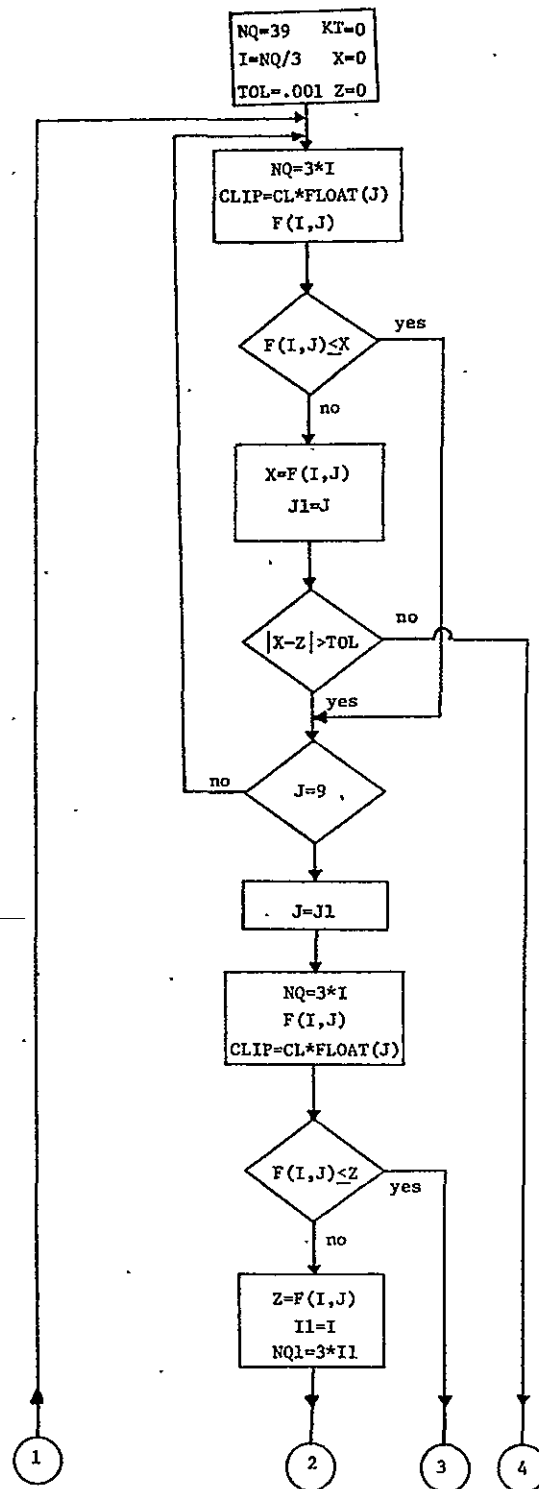 NQ=39 KT=0
I=NQ/3 X=0
TOL=.001 Z=0
NQ=3*I
CLIP=CL*FLOAT(J)
F(I,J)
F(I,J)≤X
yes
no
X=F(I,J)
J1=J
|X-Z|>TOL
no
yes
J=9
no
J=J1
NQ=3*I
F(I,J)
CLIP=CL*FLOAT(J)
F(I,J)≤Z
yes
no
Z=F(I,J)
I1=I
NQ1=3*I1
1
2
3
4